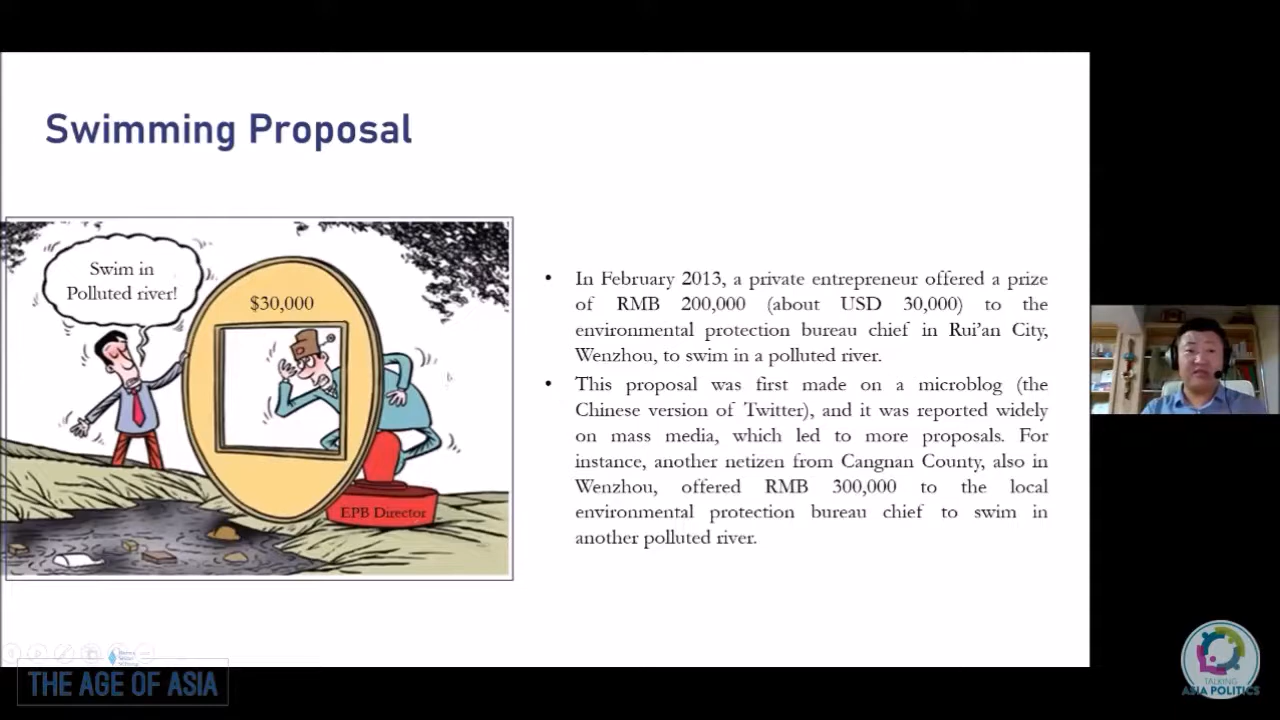 Swimming Proposal
Swim in
Polluted river!
$30,000
EPB Director
• In February 2013, a private entrepreneur offered a prize
of RMB 200,000 (about USD 30,000) to the
environmental protection bureau chief in Rui’an City,
Wenzhou, to swim in a polluted river.
• This proposal was first made on a microblog (the
Chinese version of Twitter), and it was reported widely
on mass media, which led to more proposals. For
instance, another netizen from Cangnan County, also in
Wenzhou, offered RMB 300,000 to the local
environmental protection bureau chief to swim in
another polluted river.
THE AGE OF ASIA
TALKING
ASIA POLITICS